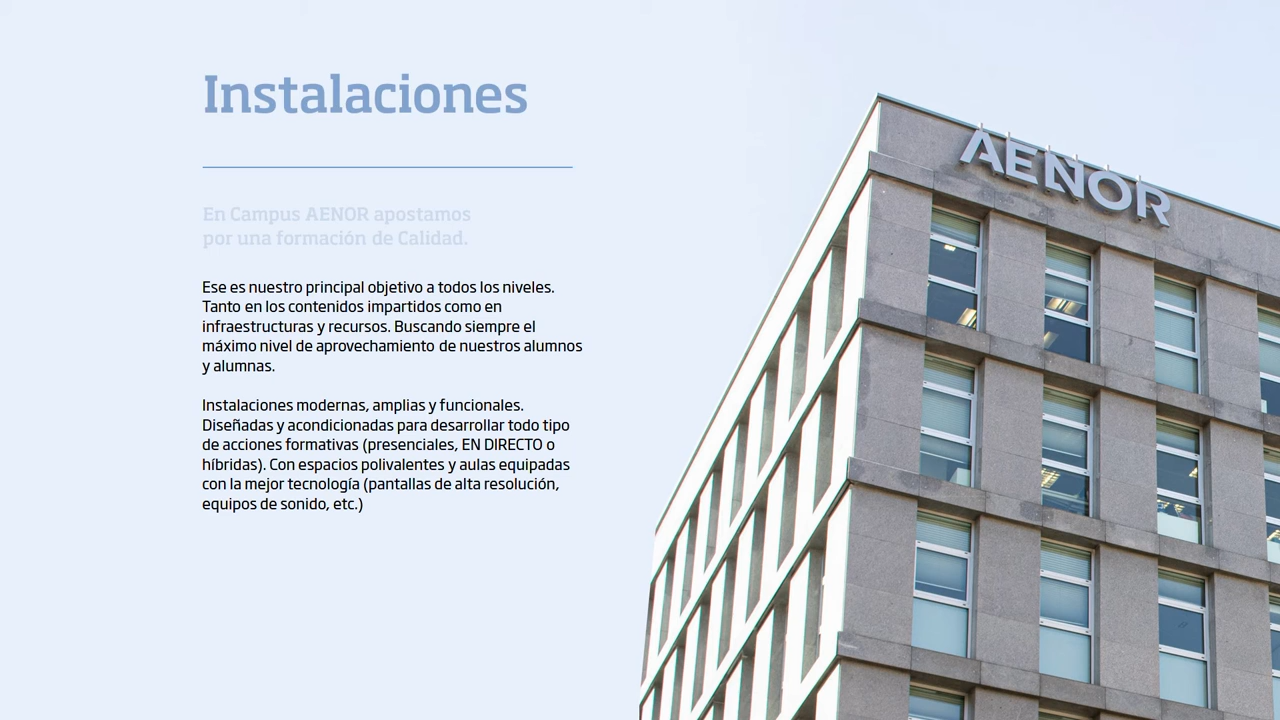 Instalaciones
En Campus AENOR apostamos
por una formación de Calidad.
Ese es nuestro principal objetivo a todos los niveles.
Tanto en los contenidos impartidos como en
infraestructuras y recursos. Buscando siempre el
máximo nivel de aprovechamiento de nuestros alumnos
y alumnas.
Instalaciones modernas, amplias y funcionales.
Diseñadas y acondicionadas para desarrollar todo tipo
de acciones formativas (presenciales, EN DIRECTO o
híbridas). Con espacios polivalentes y aulas equipadas
con la mejor tecnología (pantallas de alta resolución,
equipos de sonido, etc.)
AENOR